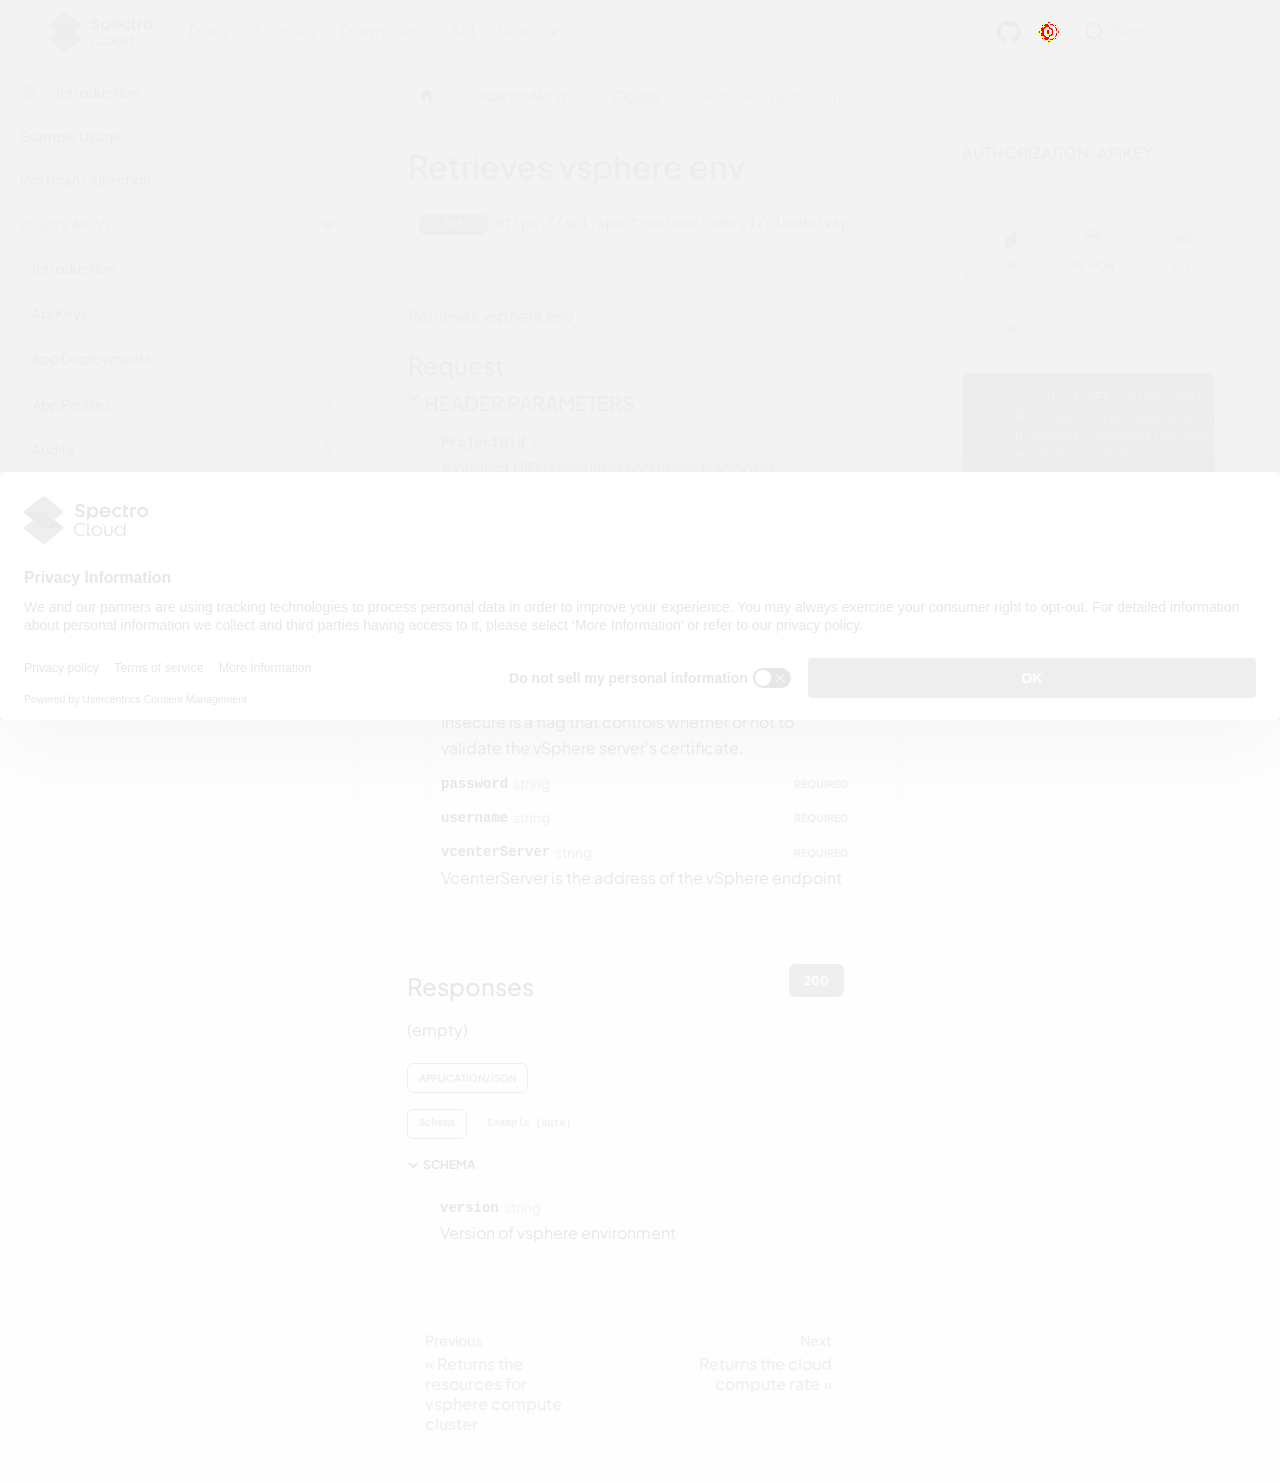 Spectro
Cloud
Docs
Tutorials
Downloads
API
latest
Search
Introduction
Example Usage
Postman Collection
Palette API V1
Introduction
Api Keys
App Deployments
App Profiles
Audits
Palette API V1
Clouds
Retrieves vsphere env
Retrieves vsphere env
GET
https://api.spectrocloud.com/v1/clouds/vsp
Retrieves vsphere env
Request
HEADER PARAMETERS
ProjectUid string
A project UID is required for project-scoped
AUTHORIZATION: APIKEY
CURL
PYTHON
GO
GO
CURL
Spectro
Cloud
Privacy Information
We and our partners are using tracking technologies to process personal data in order to improve your experience. You may always exercise your consumer right to opt-out. For detailed information
about personal information we collect and third parties having access to it, please select 'More Information' or refer to our privacy policy.
Privacy policy
Terms of service
More Information
Powered by Usercentrics Consent Management
Do not sell my personal information
OK
Insecure is a flag that controls whether or not to
validate the vSphere server's certificate.
password string REQUIRED
username string REQUIRED
vcenterServer string REQUIRED
VcenterServer is the address of the vSphere endpoint
Responses
200
(empty)
APPLICATION/JSON
Schema
Example (auto)
SCHEMA
version string
Version of vsphere environment
Previous
« Returns the
resources for
vsphere compute
cluster
Next
Returns the cloud
compute rate »